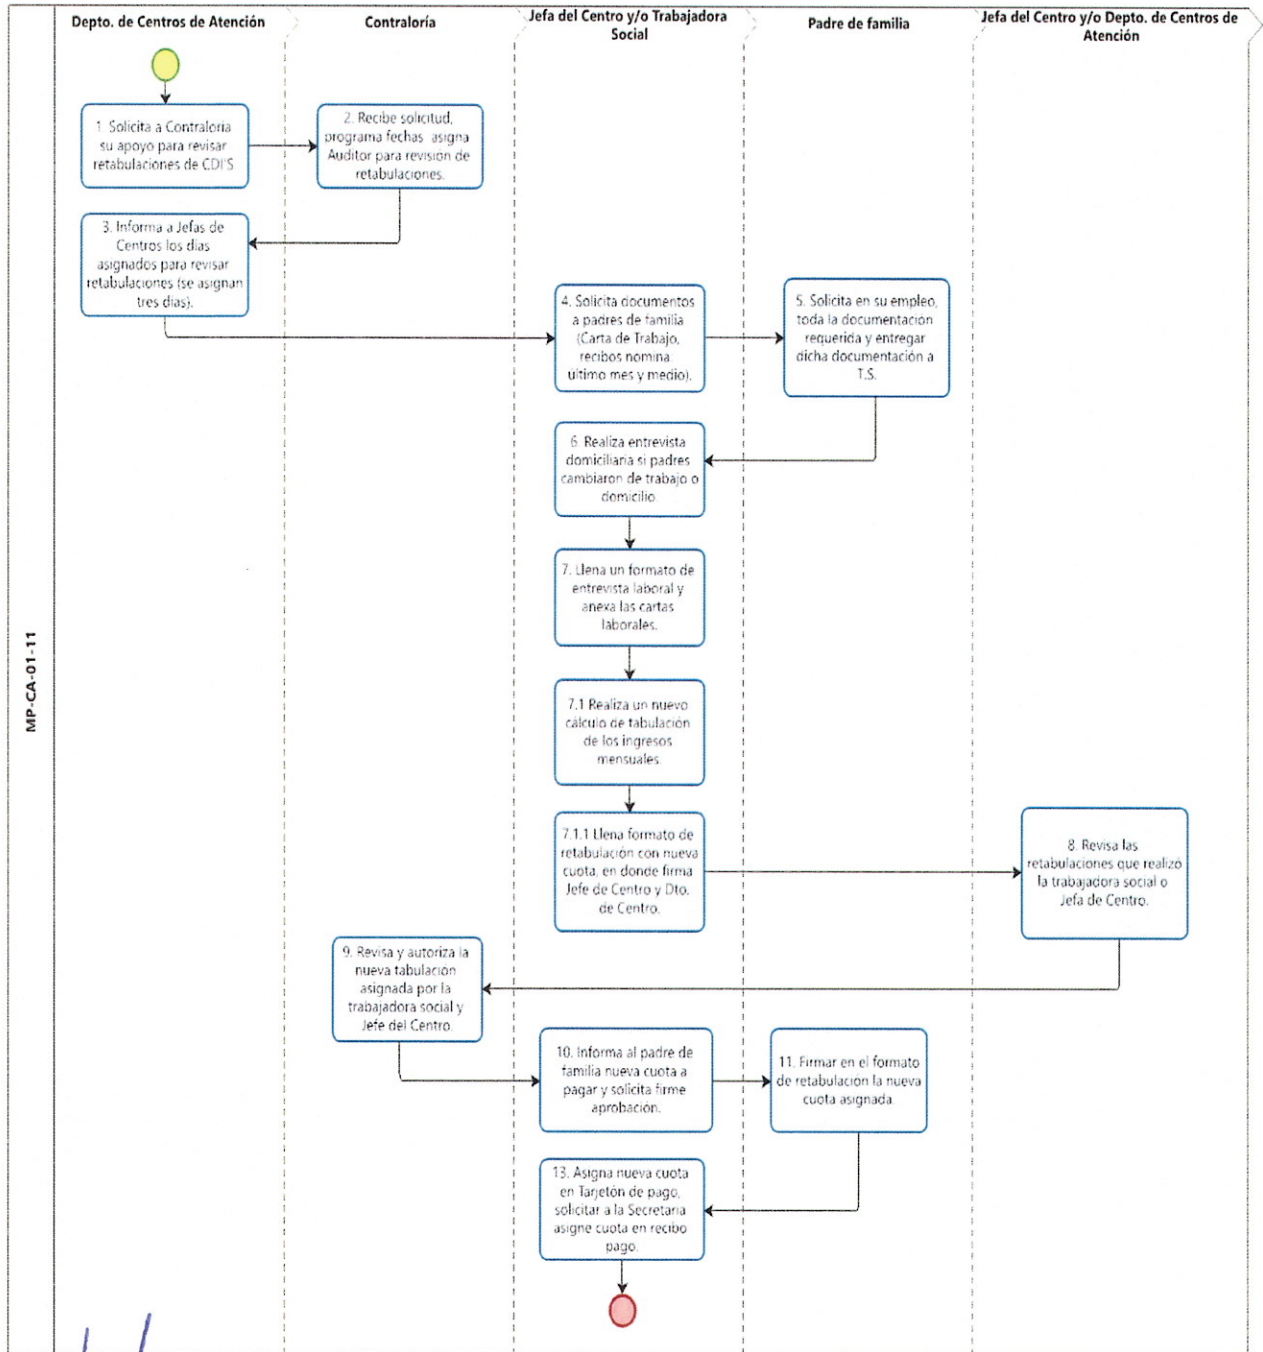 Depto. de Centros de Atención
Contraloría
Jefa del Centro y/o Trabajadora
Social
Padre de familia
Jefa del Centro y/o Depto. de Centros de
Atención
MP-CA-01-11
1 Solicita a Contraloría
su apoyo para revisar
retabulaciones de CDI'S
2. Recibe solicitud,
programa fechas asigna
Auditor para revisión de
retabulaciones.
3. Informa a Jefas de
Centros los días
asignados para revisar
retabulaciones (se asignan
tres días).
4. Solicita documentos
a padres de familia
(Carta de Trabajo,
recibos nomina
último mes y medio).
5. Solicita en su empleo,
toda la documentación
requerida y entregar
dicha documentación a
T.S.
6. Realiza entrevista
domiciliaria si padres
cambiaron de trabajo o
domicilio
7. Llena un formato de
entrevista laboral y
anexa las cartas
laborales.
7.1 Realiza un nuevo
cálculo de tabulación
de los ingresos
mensuales.
7.1.1 Llena formato de
retabulación con nueva
cuota, en donde firma
Jefe de Centro y Dto.
de Centro.
8. Revisa las
retabulaciones que realizó
la trabajadora social o
Jefa de Centro.
9. Revisa y autoriza la
nueva tabulación
asignada por la
trabajadora social y
Jefe del Centro.
10. Informa al padre de
familia nueva cuota a
pagar y solicita firme
aprobación.
11. Firmar en el formato
de retabulación la nueva
cuota asignada.
13. Asigna nueva cuota
en Tarjetón de pago,
solicitar a la Secretaria
asigne cuota en recibo
pago.